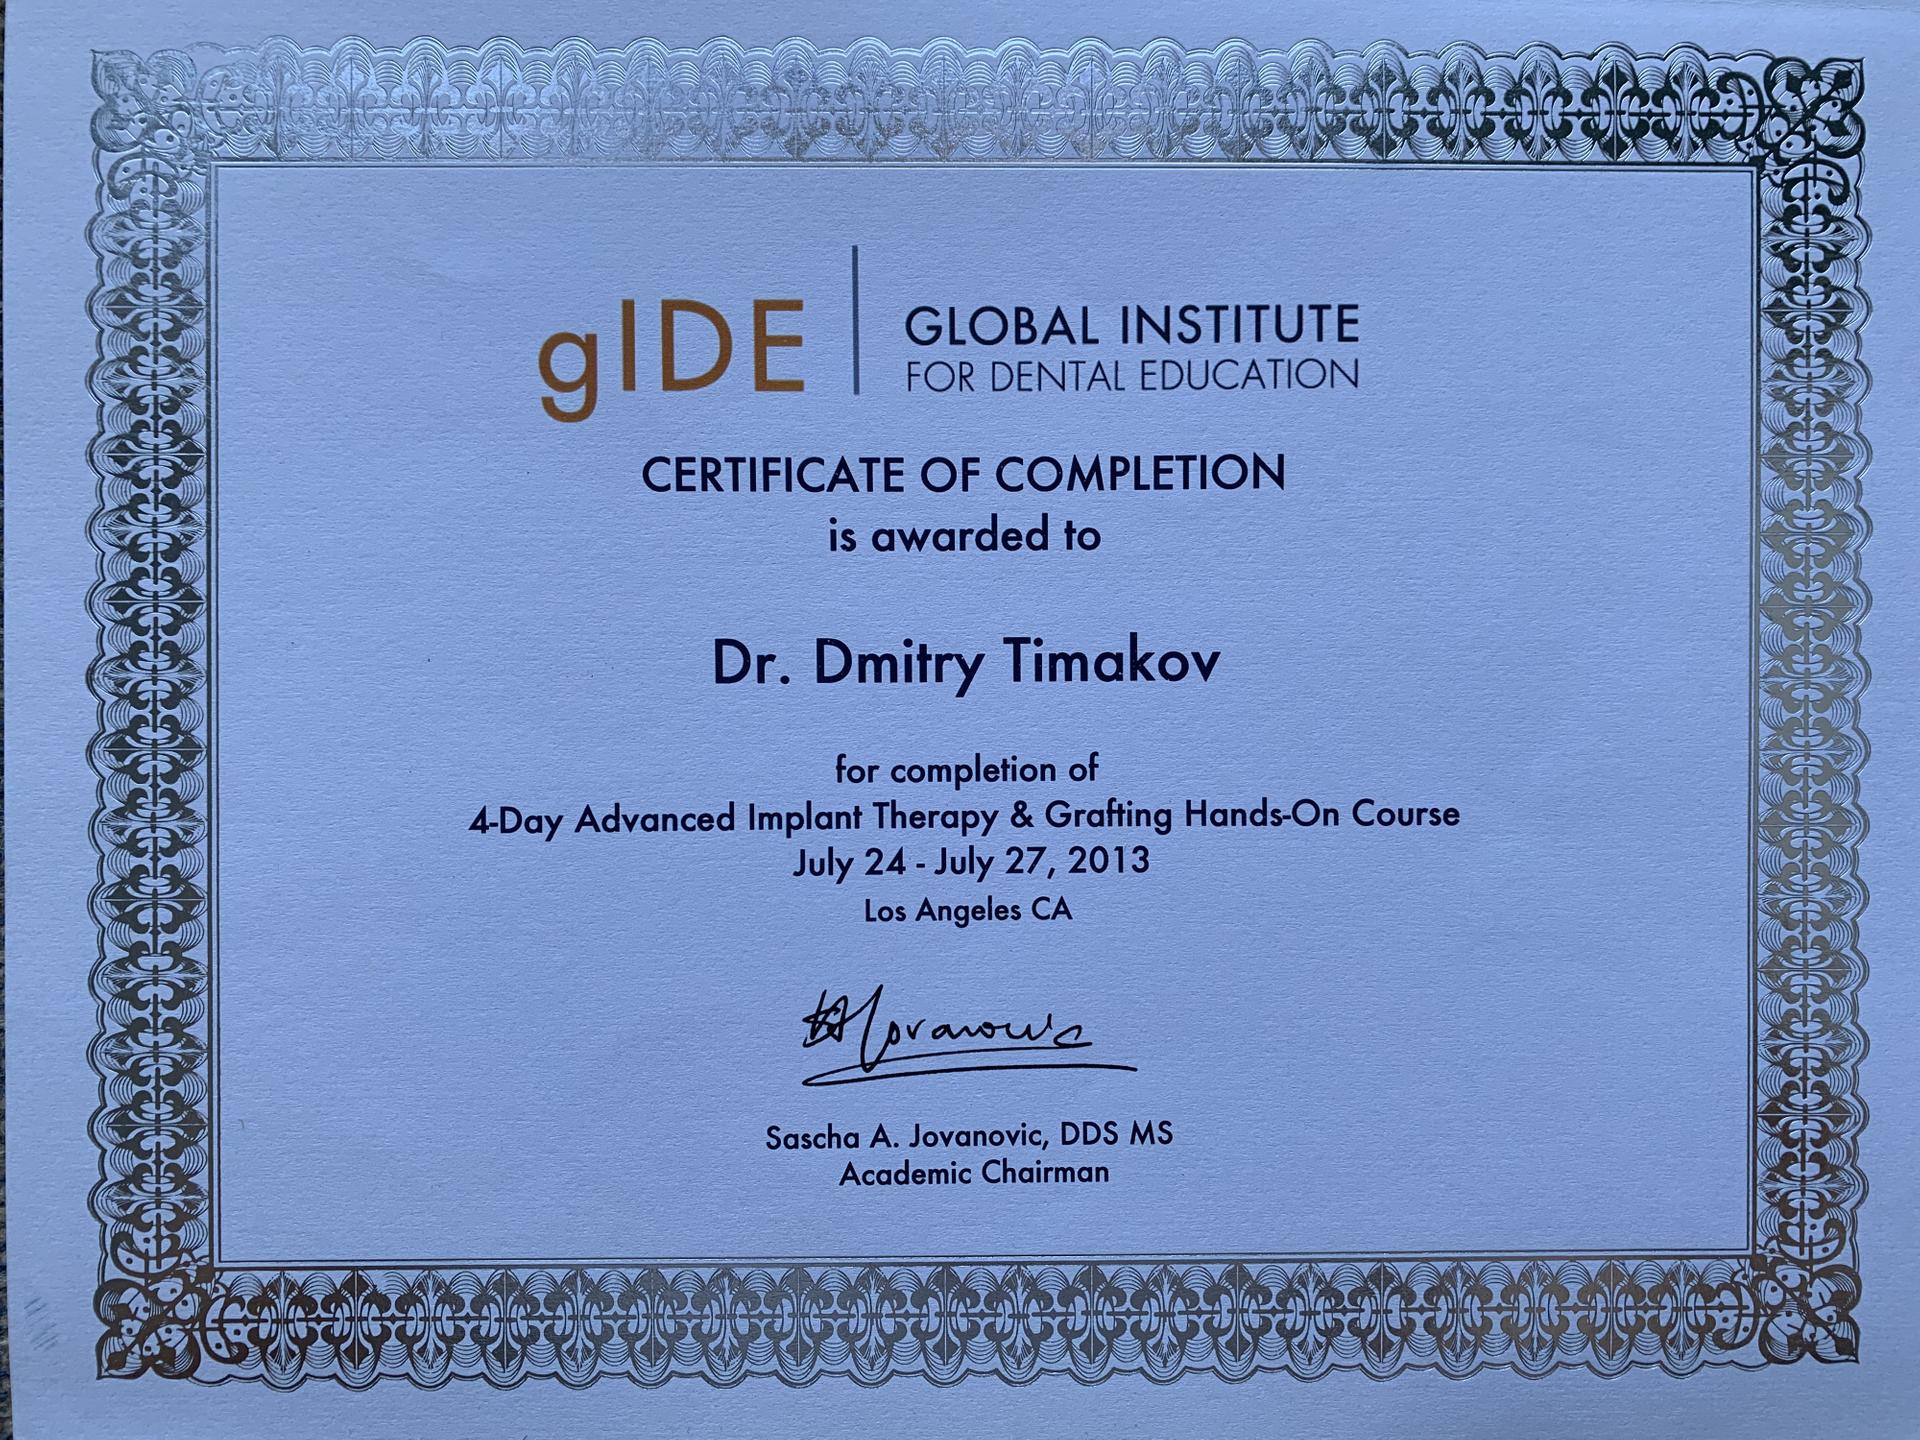 gIDE
GLOBAL INSTITUTE
FOR DENTAL EDUCATION
CERTIFICATE OF COMPLETION
is awarded to
Dr. Dmitry Timakov
for completion of
4-Day Advanced Implant Therapy & Grafting Hands-On Course
July 24 - July 27, 2013
Los Angeles CA
Jovanovic
Sascha A. Jovanovic, DDS MS
Academic Chairman